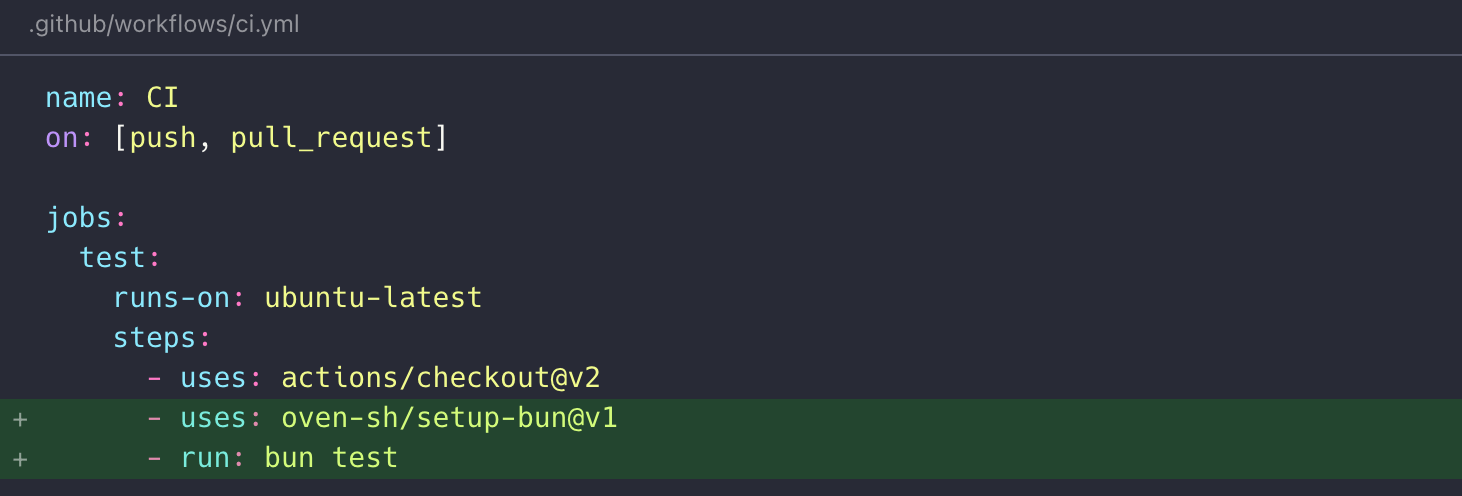 .github/workflows/ci.yml
name: CI
on: [push, pull_request]
jobs:
  test:
    runs-on: ubuntu-latest
    steps:
      - uses: actions/checkout@v2
+      - uses: oven-sh/setup-bun@v1
+      - run: bun test